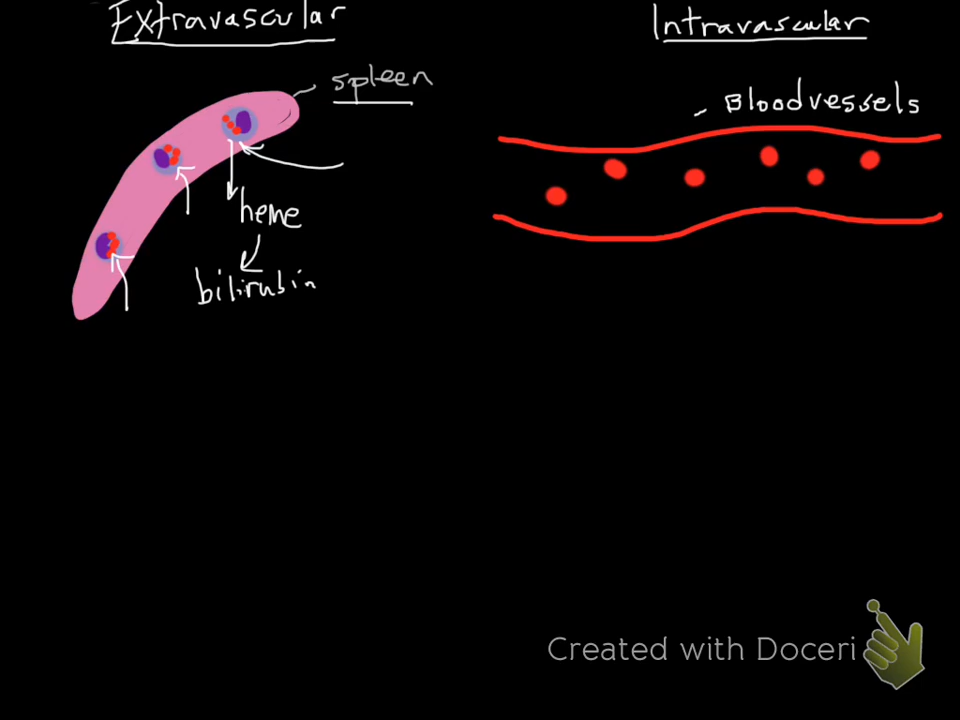 Extravascular
Intravascular
spleen
Bloodvessels
heme
bilirubin
Created with Doceri